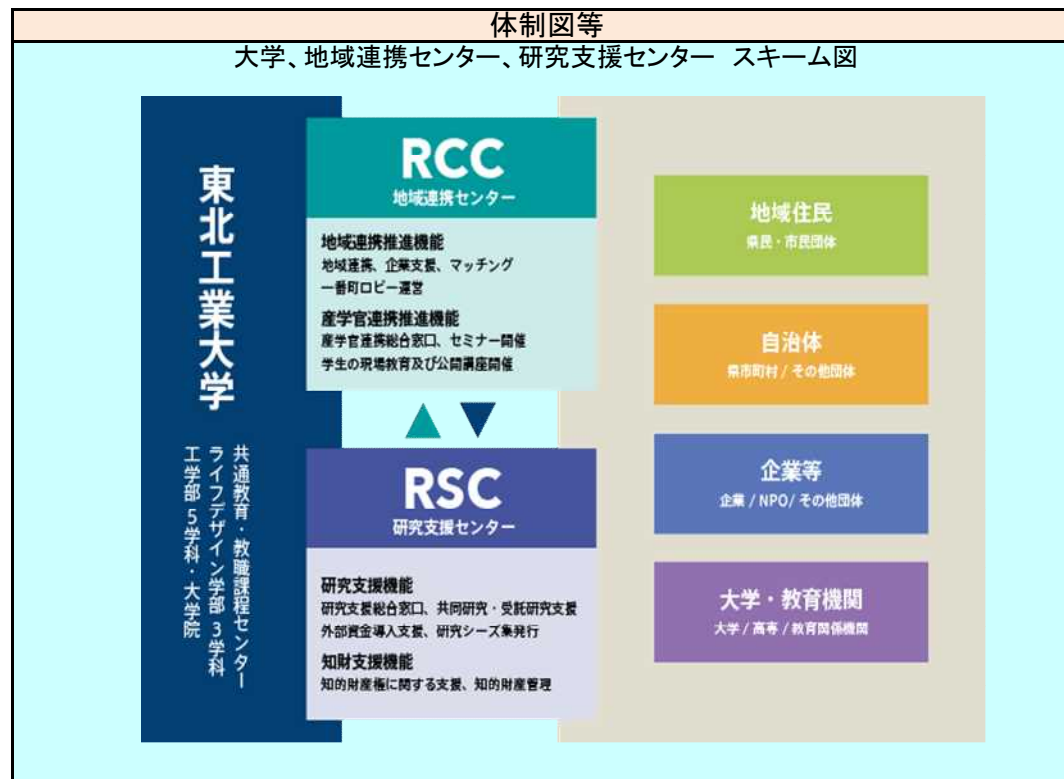 体制図等
大学、地域連携センター、研究支援センター　スキーム図
東北工業大学
共通教育・教職課程センター
ライフデザイン学部 3学科
工学部 5学科・大学院
RCC
地域連携センター
地域連携推進機能
地域連携、企業支援、マッチング
一番町ロビー運営
産学官連携推進機能
産学官連携総合窓口、セミナー開催
学生の現場教育及び公開講座開催
RSC
研究支援センター
研究支援機能
研究支援総合窓口、共同研究・受託研究支援
外部資金導入支援、研究シーズ集発行
知財支援機能
知的財産権に関する支援、知的財産管理
地域住民
県民・市民団体
自治体
県市町村 / その他団体
企業等
企業 / NPO/ その他団体
大学・教育機関
大学 / 高専 / 教育関係機関